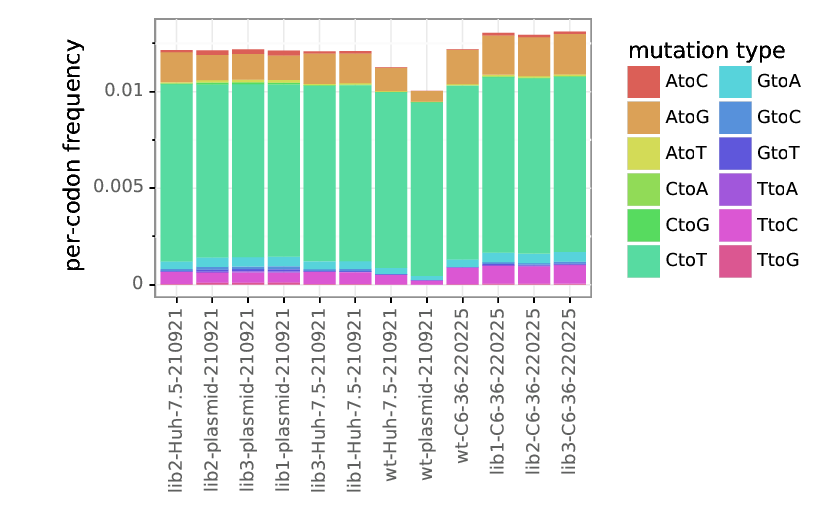 per-codon frequency
0.01
0.005
0
lib2-Huh-7.5-210921
lib2-plasmid-210921
lib3-plasmid-210921
lib1-plasmid-210921
lib3-Huh-7.5-210921
lib1-Huh-7.5-210921
wt-Huh-7.5-210921
wt-plasmid-210921
wt-C6-36-220225
lib1-C6-36-220225
lib2-C6-36-220225
lib3-C6-36-220225
mutation type
AtoC
AtoG
AtoT
CtoA
CtoG
CtoT
GtoA
GtoC
GtoT
TtoA
TtoC
TtoG